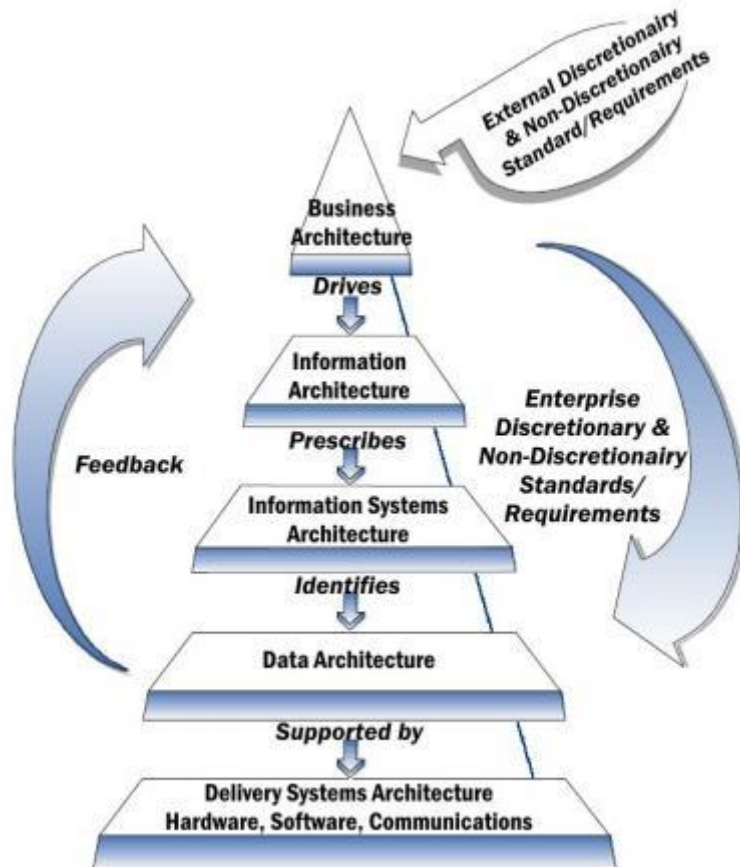 External Discretionairy
& Non-Discretionairy
Standard/Requirements
Business
Architecture
Drives
Information
Architecture
Prescribes
Feedback
Enterprise
Discretionary &
Non-Discretionairy
Standards/
Requirements
Information Systems
Architecture
Identifies
Data Architecture
Supported by
Delivery Systems Architecture
Hardware, Software, Communications